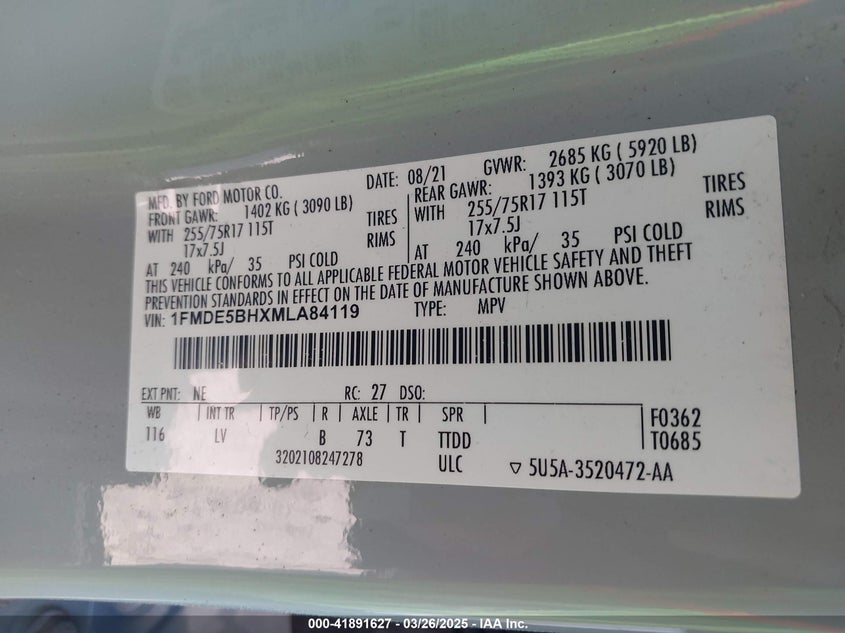 MFD. BY FORD MOTOR CO. DATE: 08/21 GVWR: 2685 KG ( 5920 LB)
FRONT GAWR: 1402 KG ( 3090 LB) REAR GAWR: 1393 KG ( 3070 LB)
WITH 255/75R17 115T TIRES WITH 255/75R17 115T TIRES
17x7.5J RIMS 17x7.5J RIMS
AT 240 kPa/ 35 PSI COLD AT 240 kPa/ 35 PSI COLD
THIS VEHICLE CONFORMS TO ALL APPLICABLE FEDERAL MOTOR VEHICLE SAFETY AND THEFT
PREVENTION STANDARDS IN EFFECT ON THE DATE OF MANUFACTURE SHOWN ABOVE.
VIN: 1FMDE5BHXMLA84119 TYPE: MPV
EXT PNT: NE RC: 27 DSO:
WB INT TR TP/PS R AXLE TR SPR F0362
116 LV B 73 T TTDD T0685
3202108247278 ULC 5U5A-3520472-AA
000-41891627 - 03/26/2025 - IAA Inc.